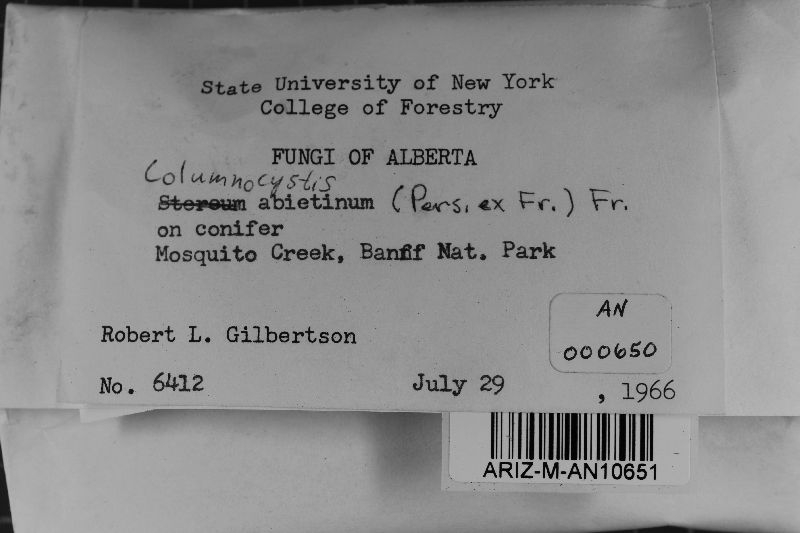 State University of New York
College of Forestry
FUNGI OF ALBERTA
Columnocystis
Stereum abietinum (Pers. ex Fr.) Fr.
on conifer
Mosquito Creek, Banff Nat. Park
AN
000650
Robert L. Gilbertson
No. 6412 July 29 , 1966
ARIZ-M-AN10651